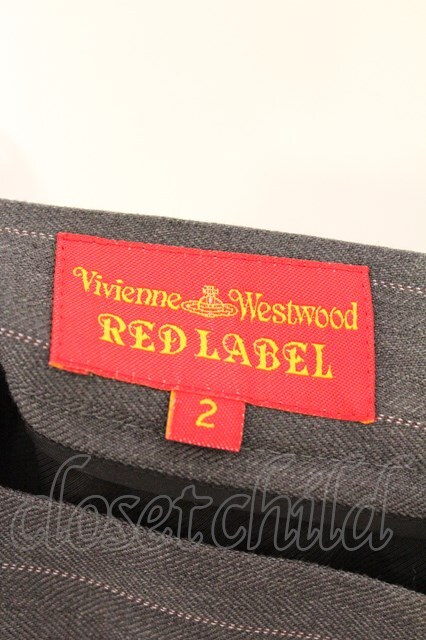 Vivienne Westwood
RED LABEL
2
closet child